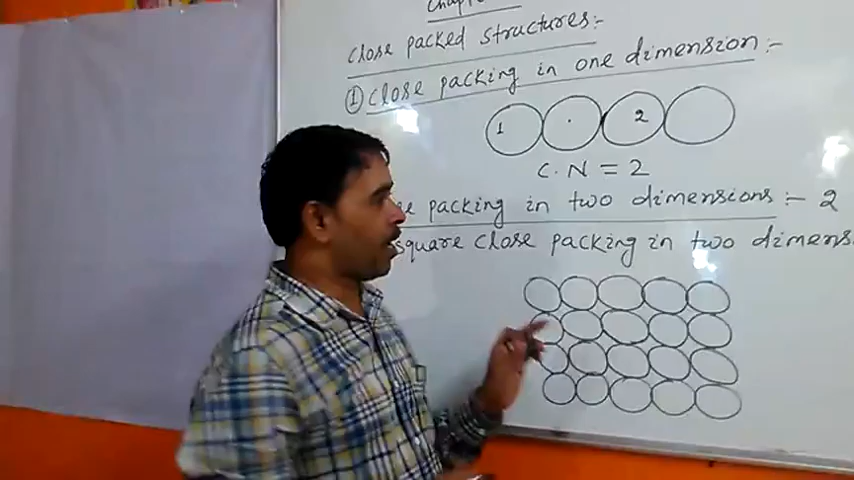 close packed structures:-
① close packing in one dimension :-
1 2
C.N = 2
packing in two dimensions :- 2
square close packing in two dimens